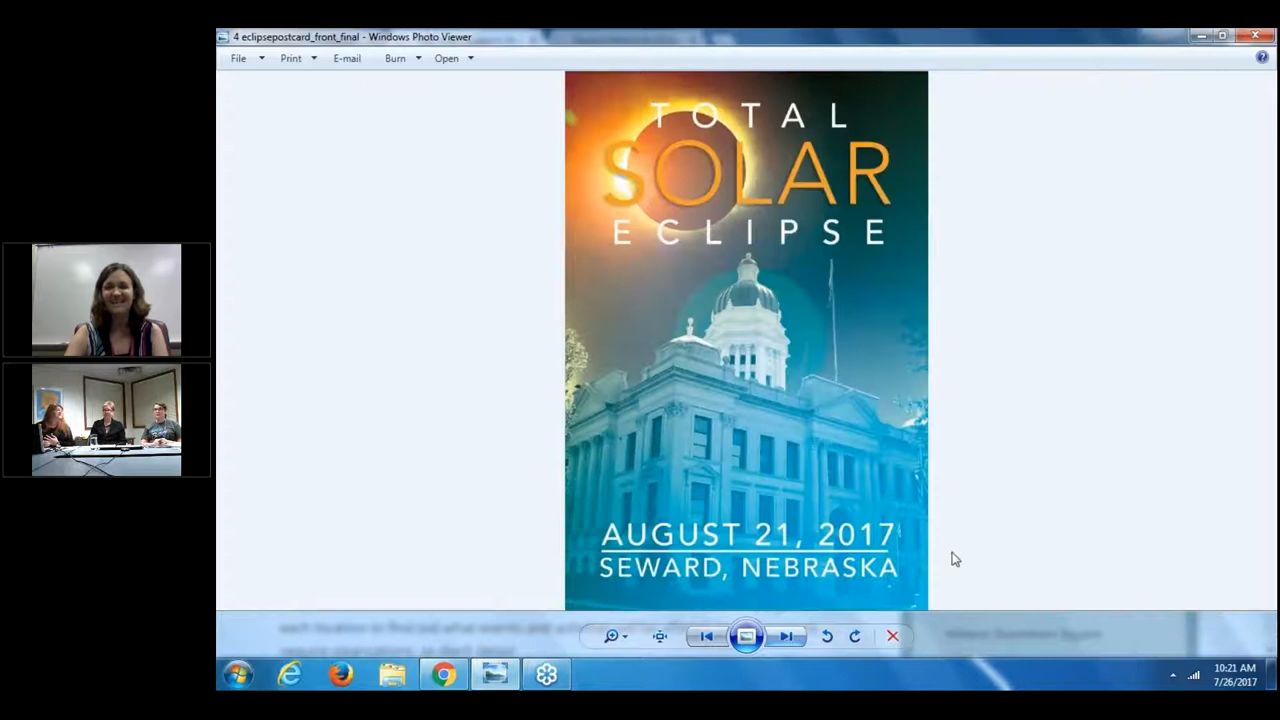 4 eclipsepostcard_front_final - Windows Photo Viewer
File Print E-mail Burn Open
TOTAL
SOLAR
ECLIPSE
AUGUST 21, 2017
SEWARD, NEBRASKA
10:21 AM
7/26/2017